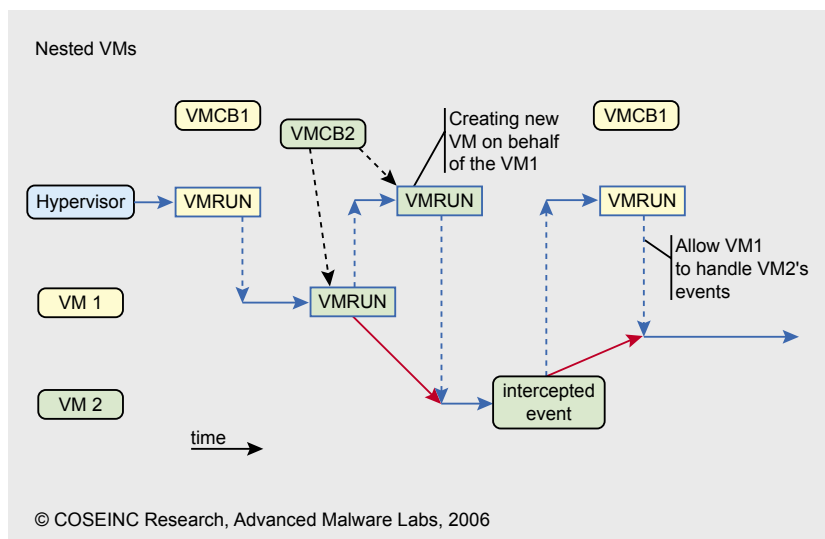 Nested VMs
VMCB1
VMCB2
Creating new
VM on behalf
of the VM1
VMCB1
Hypervisor
VMRUN
VMRUN
VMRUN
Allow VM1
to handle VM2's
events
VM 1
VMRUN
VM 2
intercepted
event
time
© COSEINC Research, Advanced Malware Labs, 2006